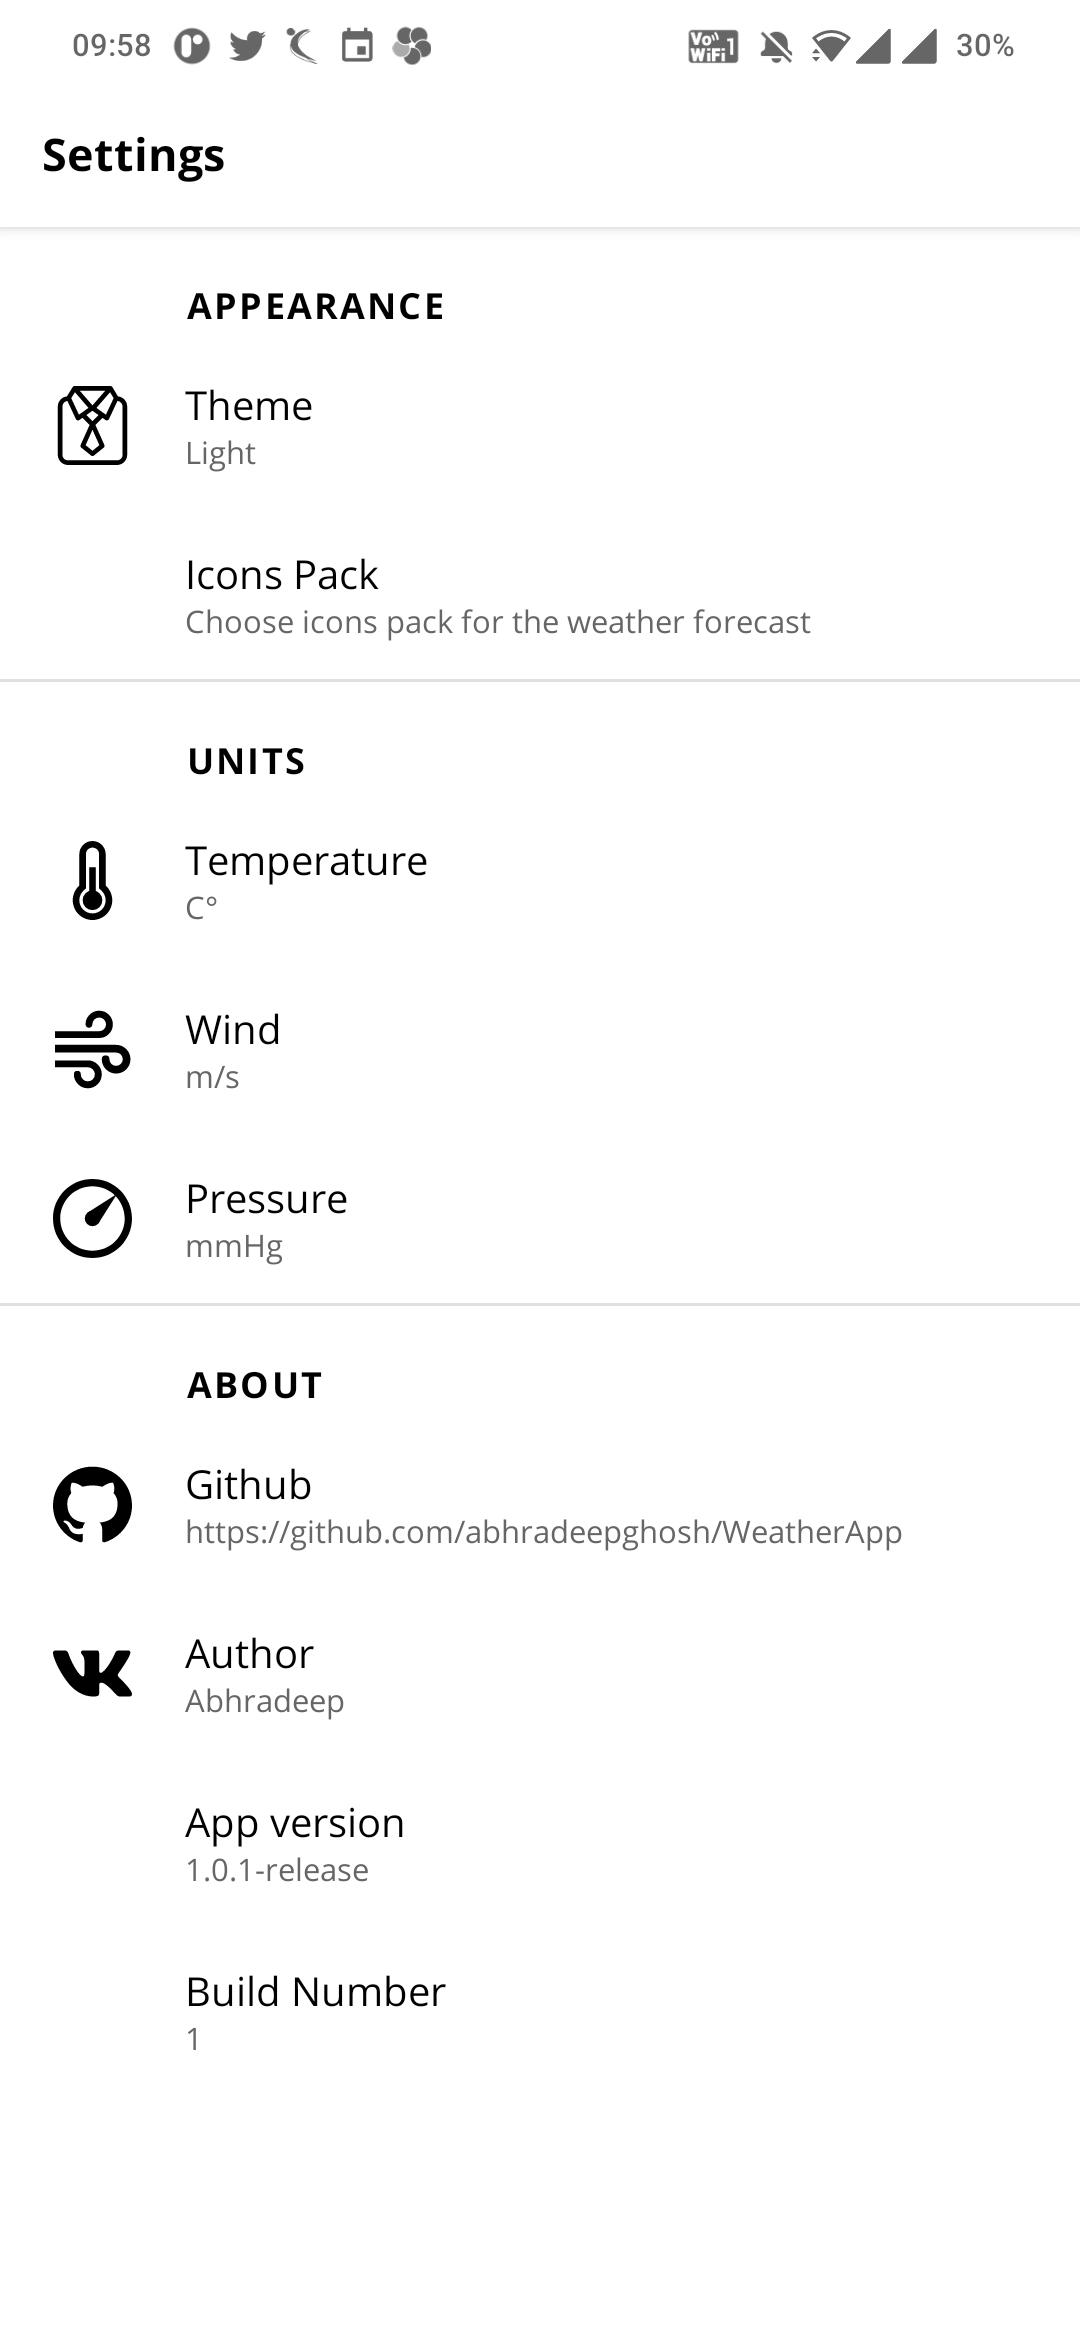 09:58 Vo)) WiFi 1 30%
Settings
APPEARANCE
Theme
Light
Icons Pack
Choose icons pack for the weather forecast
UNITS
Temperature
C°
Wind
m/s
Pressure
mmHg
ABOUT
Github
https://github.com/abhradeepghosh/WeatherApp
Author
Abhradeep
App version
1.0.1-release
Build Number
1